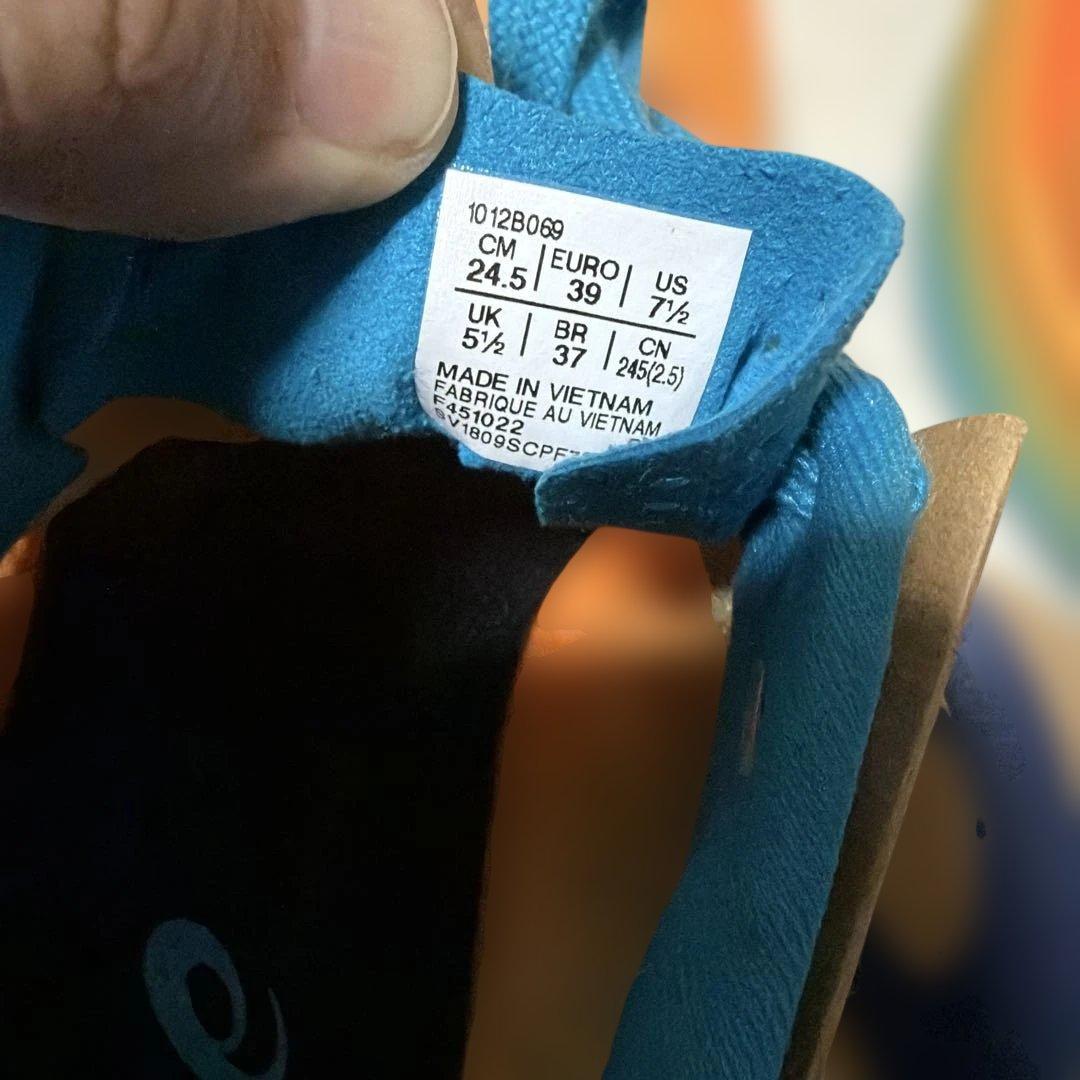 1012B069
CM | EURO | US
24.5 | 39 | 7½
UK | BR | CN
5½ | 37 | 245(2.5)
MADE IN VIETNAM
FABRIQUE AU VIETNAM
F451022